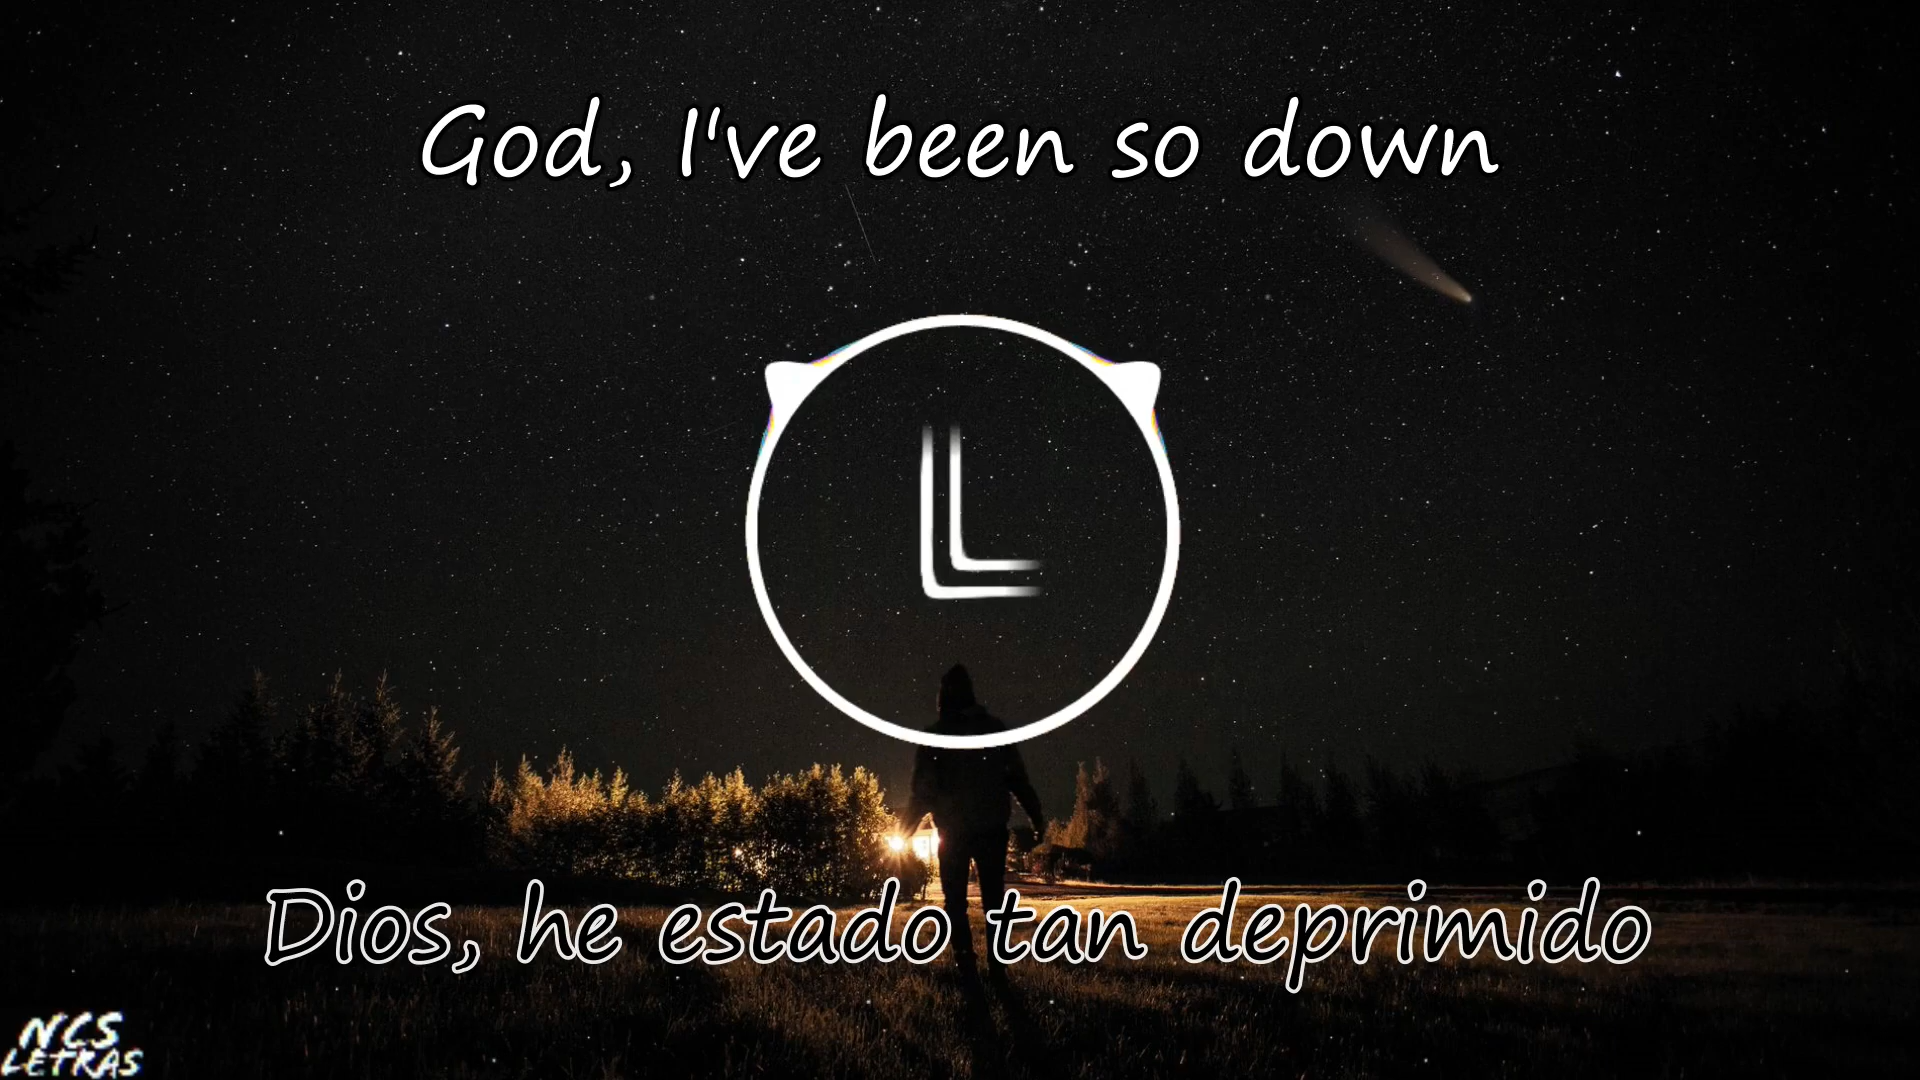 God, I've been so down
L
Dios, he estado tan deprimido
NCS
LETRAS